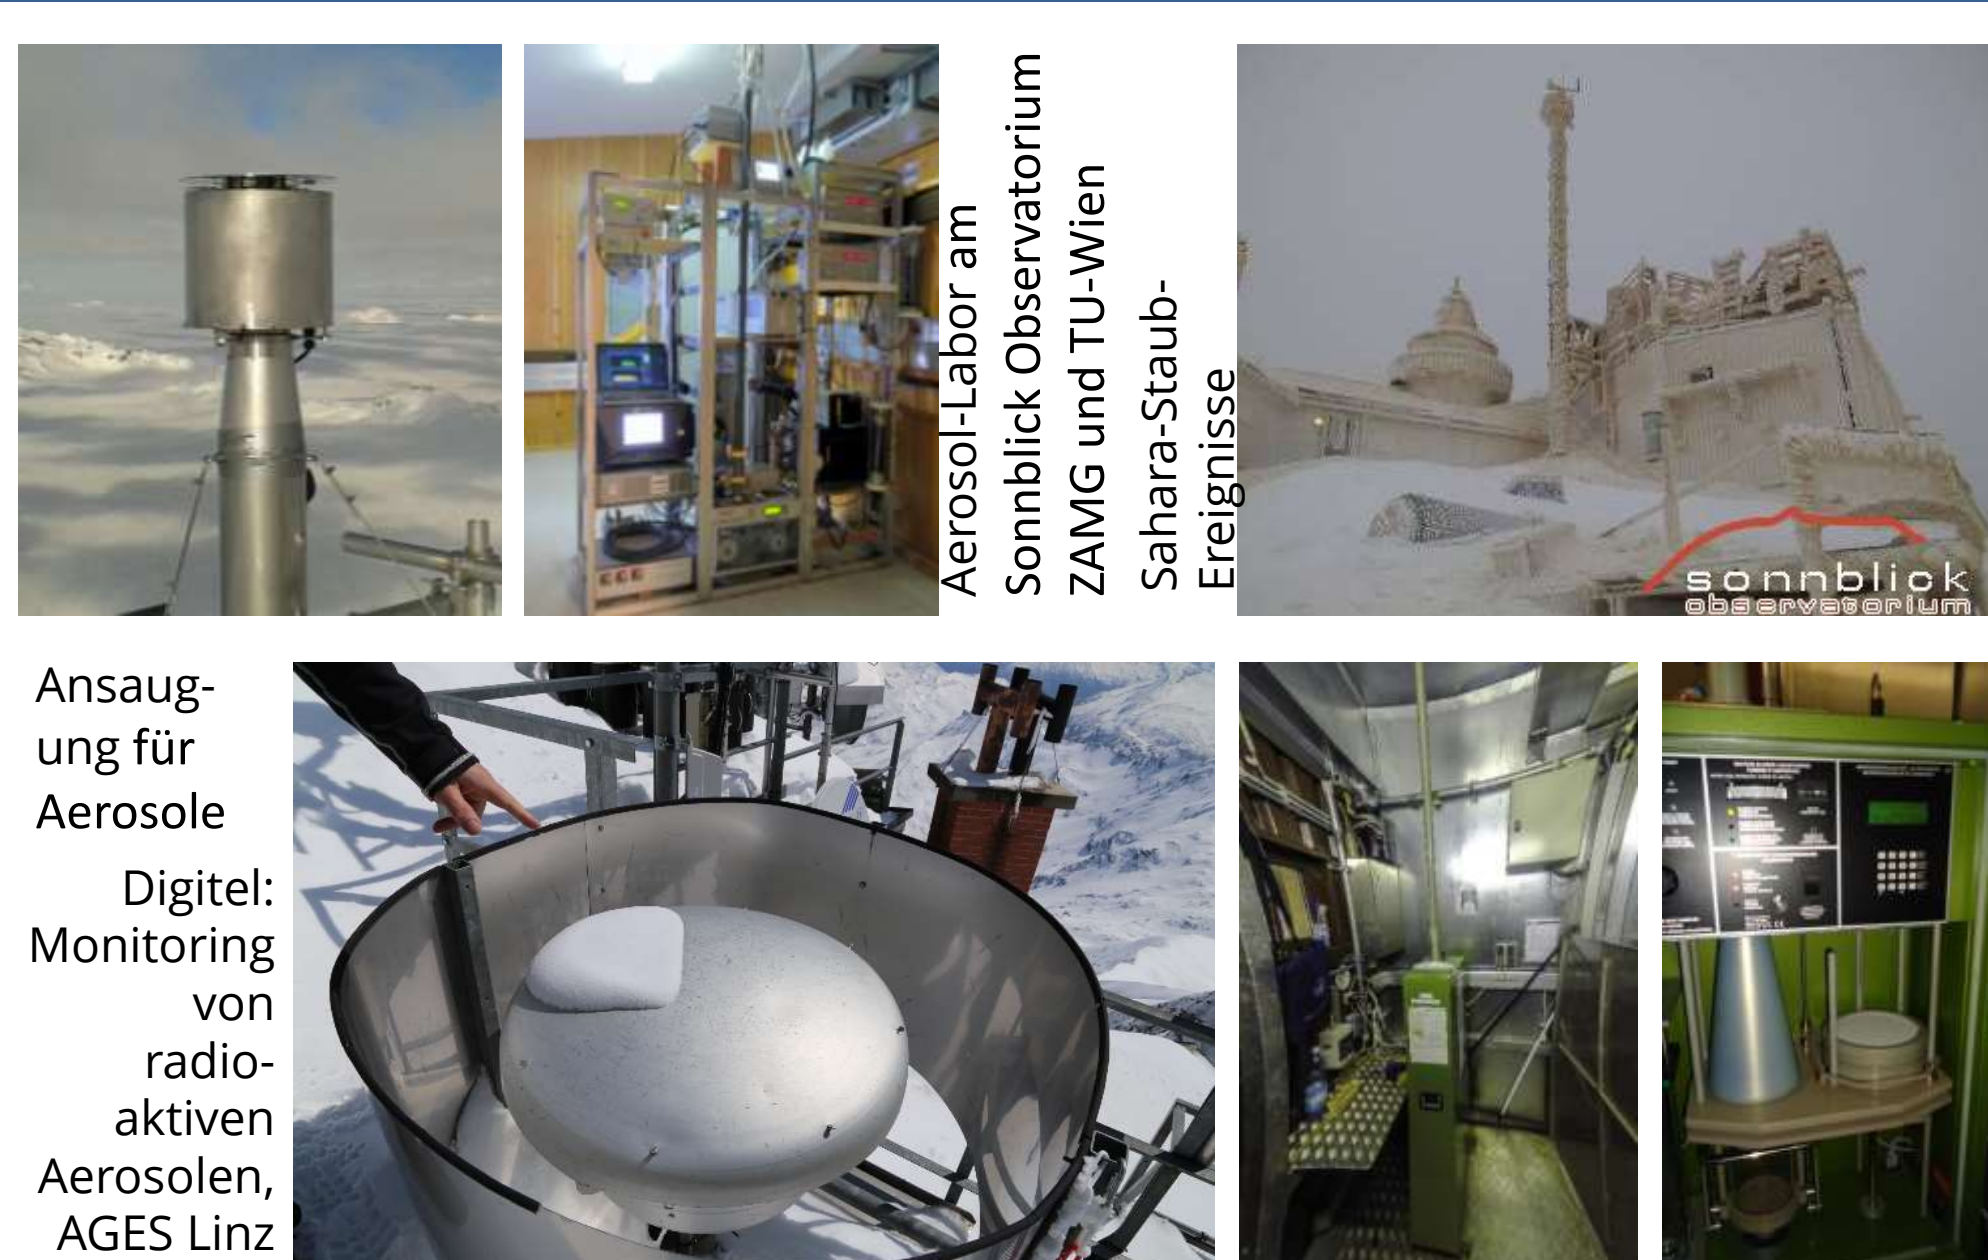 Aerosol-Labor am
Sonnblick Observatorium
ZAMG und TU-Wien
Sahara-Staub-
Ereignisse
sonnblick
observatorium
Ansaug-
ung für
Aerosole
Digitel:
Monitoring
von
radio-
aktiven
Aerosolen,
AGES Linz